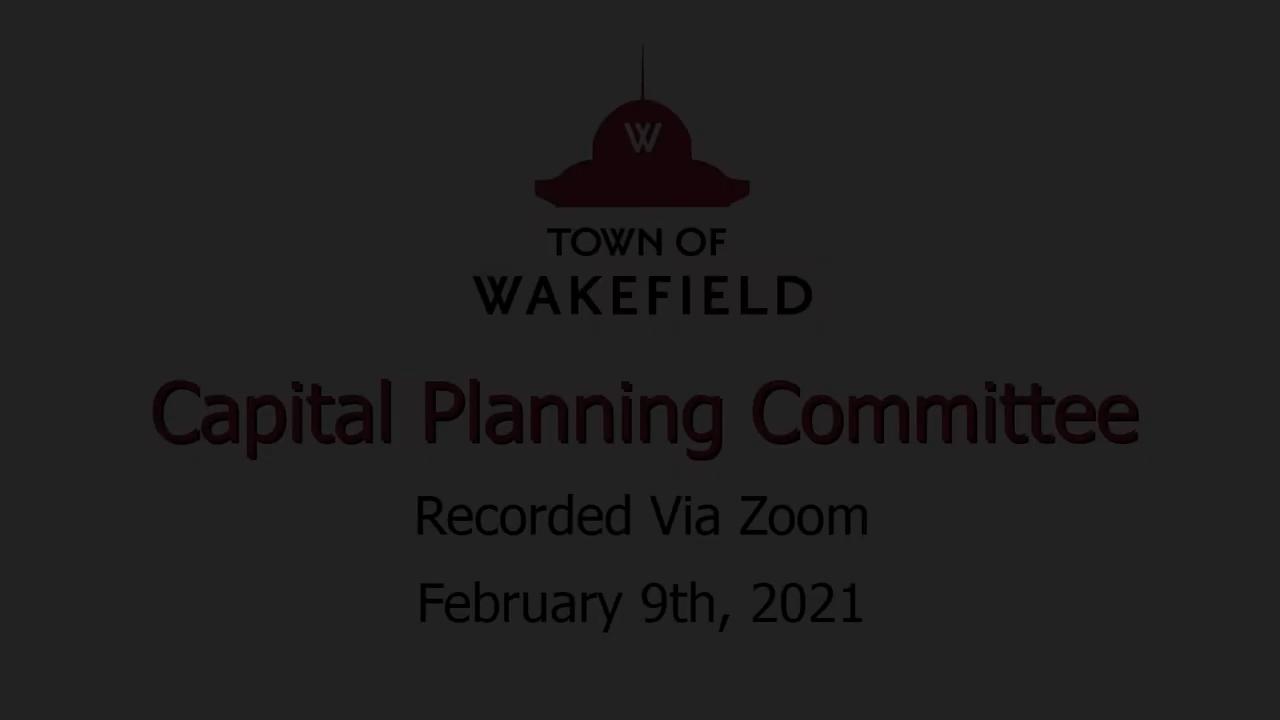 W
TOWN OF
WAKEFIELD
Capital Planning Committee
Recorded Via Zoom
February 9th, 2021